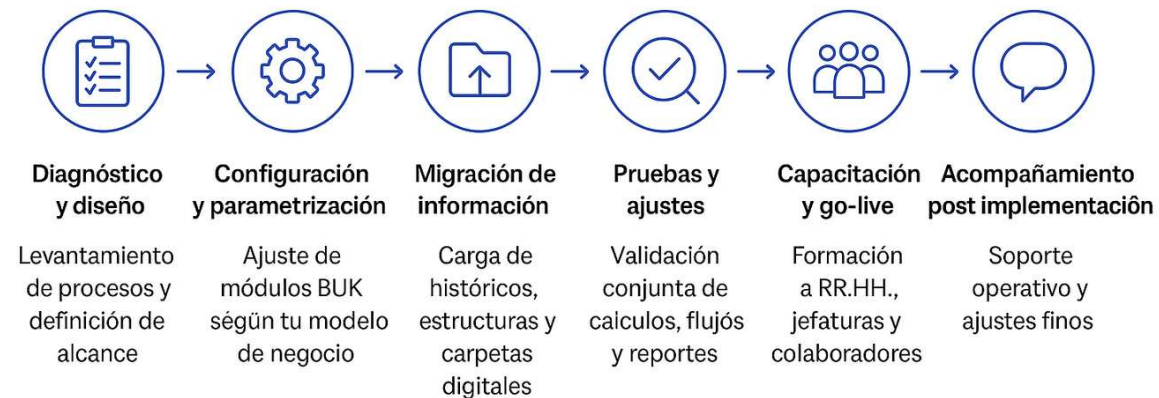 Diagnóstico
y diseño
Levantamiento
de procesos y
definición de
alcance
Configuración
y parametrización
Ajuste de
módulos BUK
ségün tu modelo
de negocio
Migración de
información
Carga de
históricos,
estructuras y
carpetas
digitales
Pruebas y
ajustes
Validación
conjunta de
calculos, flujós
y reportes
Capacitación
y go-live
Formación
a RR.HH.,
jefaturas y
colaboradores
Acompañamiento
post implementaciôn
Soporte
operativo y
ajustes finos